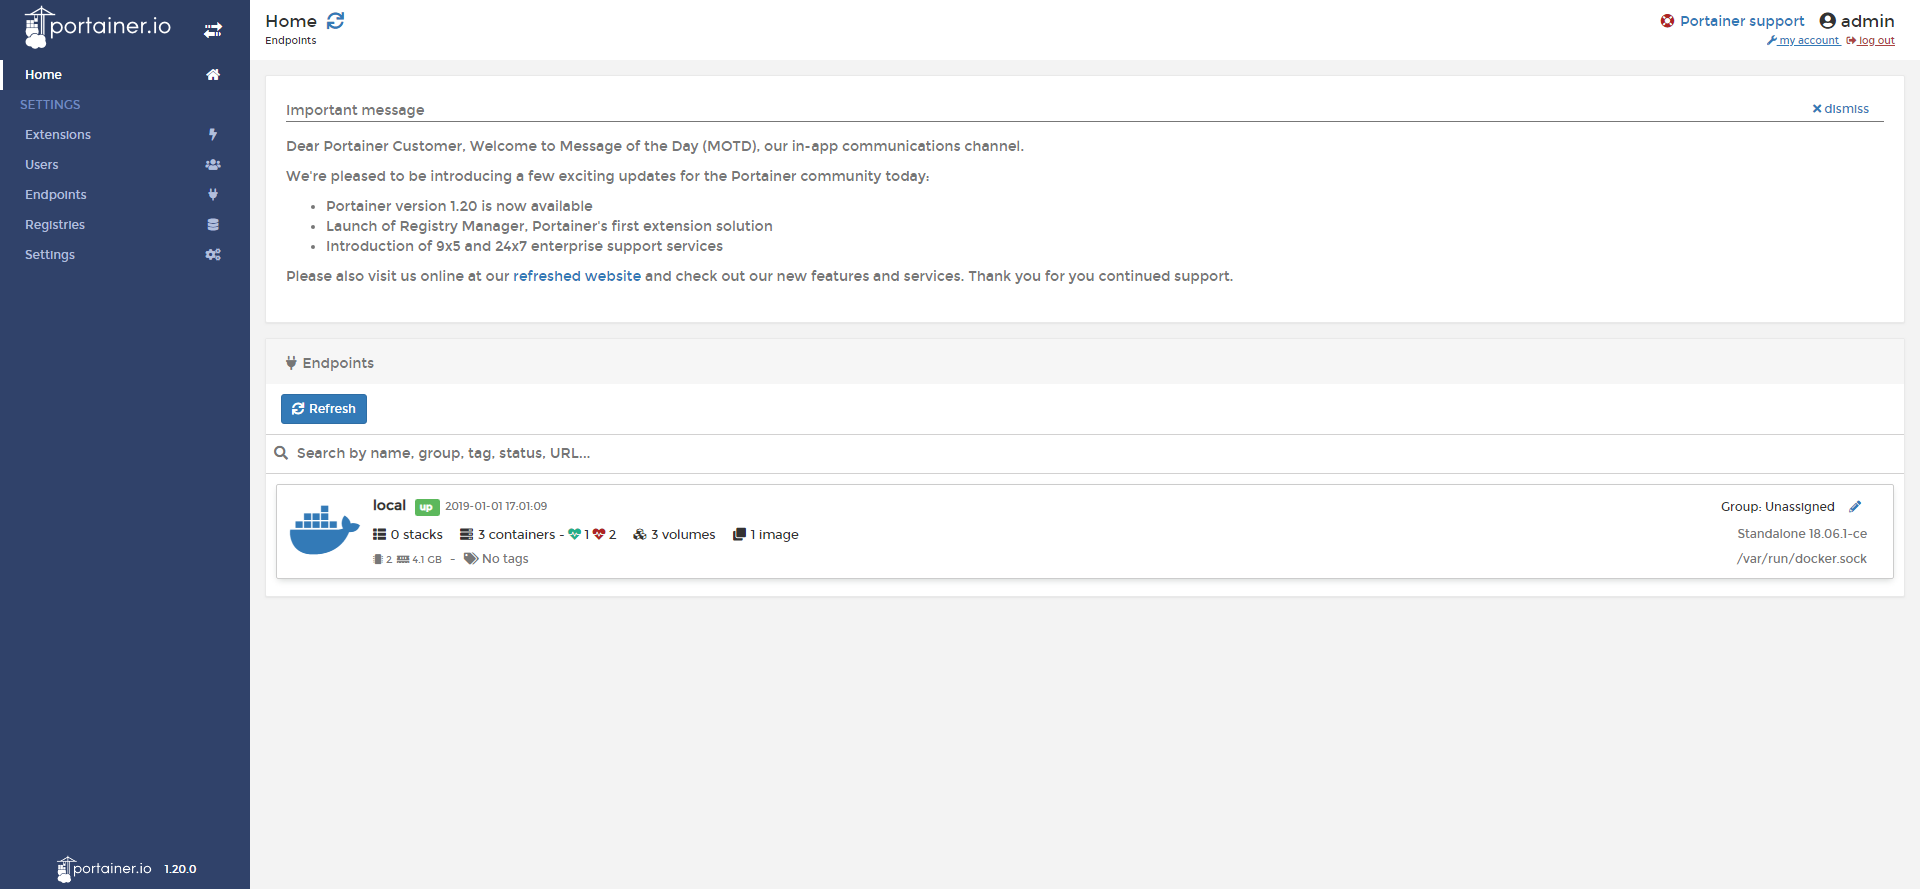 portainer.io
Home
SETTINGS
Extensions
Users
Endpoints
Registries
Settings
portainer.io 1.20.0
Home
Endpoints
Portainer support admin
my account log out
Important message
dismiss
Dear Portainer Customer, Welcome to Message of the Day (MOTD), our in-app communications channel.
We're pleased to be introducing a few exciting updates for the Portainer community today:
• Portainer version 1.20 is now available
• Launch of Registry Manager, Portainer's first extension solution
• Introduction of 9x5 and 24x7 enterprise support services
Please also visit us online at our refreshed website and check out our new features and services. Thank you for you continued support.
Endpoints
Refresh
Search by name, group, tag, status, URL...
local up 2019-01-01 17:01:09
Group: Unassigned
0 stacks 3 containers - 1 2 3 volumes 1 image
Standalone 18.06.1-ce
2 4.1 GB - No tags
/var/run/docker.sock